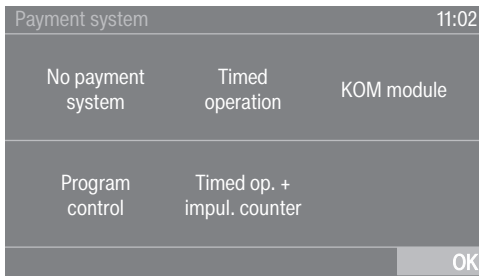 Payment system 11:02
No payment
system
Timed
operation
KOM module
Program
control
Timed op. +
impul. counter
OK